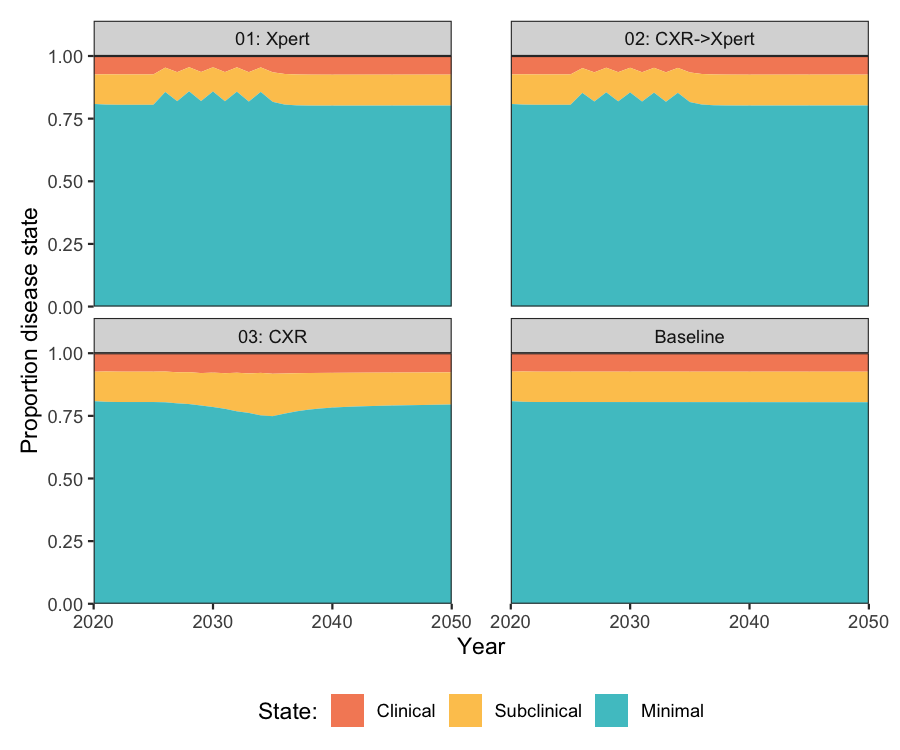 01: Xpert
02: CXR->Xpert
1.00
0.75
0.50
0.25
0.00
Proportion disease state
03: CXR
Baseline
1.00
0.75
0.50
0.25
0.00
2020 2030 2040 2050
2020 2030 2040 2050
Year
State: Clinical Subclinical Minimal